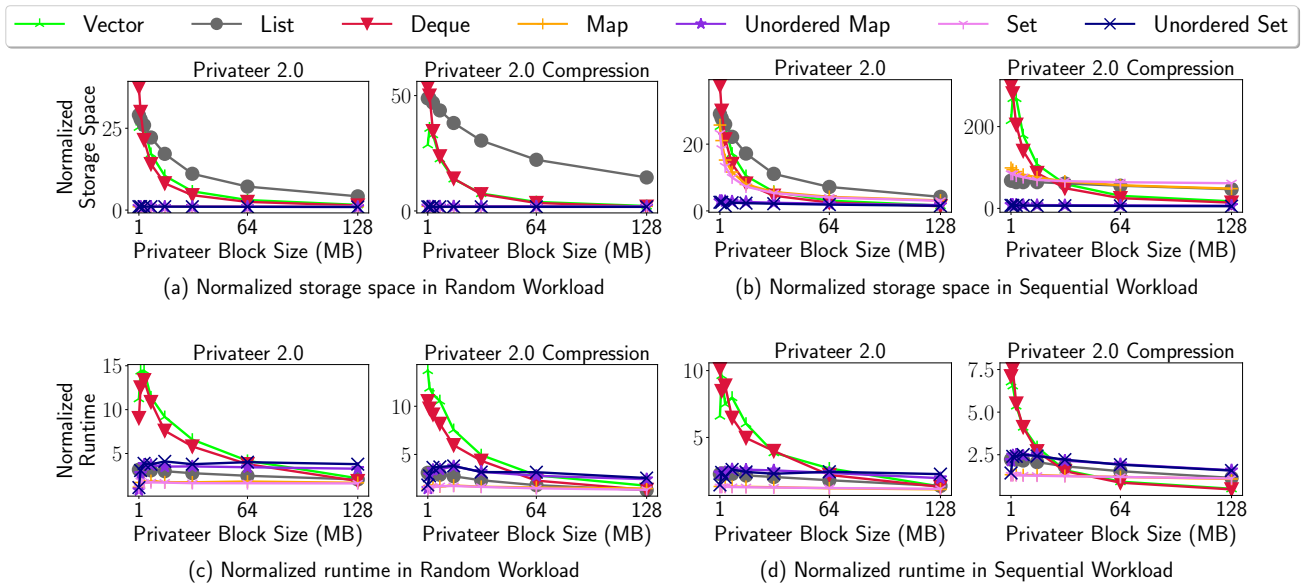 Vector List Deque Map Unordered Map Set Unordered Set
Privateer 2.0
Privateer 2.0 Compression
Privateer 2.0
Privateer 2.0 Compression
Normalized
Storage Space
25
0
50
0
40
20
0
200
0
1 64 128
1 64 128
1 64 128
1 64 128
Privateer Block Size (MB)
Privateer Block Size (MB)
Privateer Block Size (MB)
Privateer Block Size (MB)
(a) Normalized storage space in Random Workload
(b) Normalized storage space in Sequential Workload
Privateer 2.0
Privateer 2.0 Compression
Privateer 2.0
Privateer 2.0 Compression
Normalized
Runtime
15
10
5
10
5
10
5
7.5
5.0
2.5
1 64 128
1 64 128
1 64 128
1 64 128
Privateer Block Size (MB)
Privateer Block Size (MB)
Privateer Block Size (MB)
Privateer Block Size (MB)
(c) Normalized runtime in Random Workload
(d) Normalized runtime in Sequential Workload